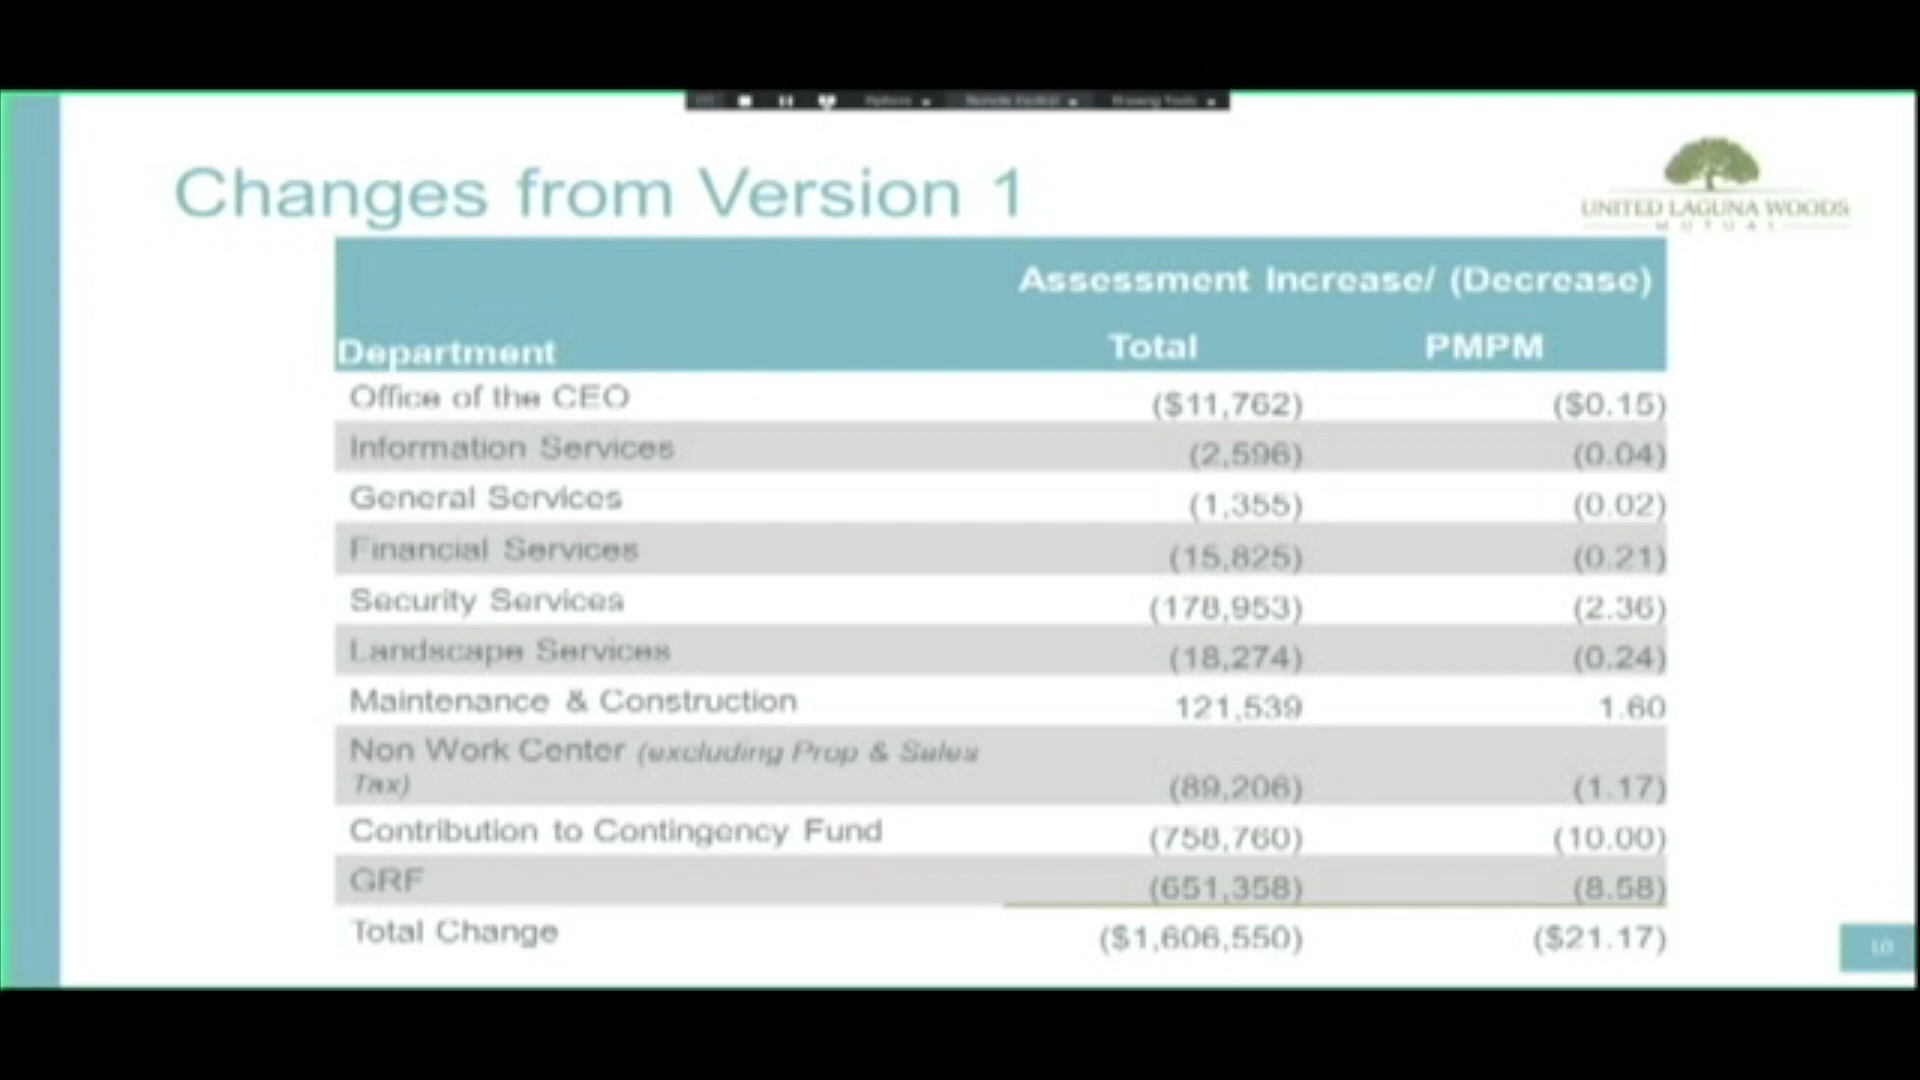 Changes from Version 1
UNITED LAGUNA WOODS
MUTUAL
Assessment Increase/ (Decrease)
Department Total PMPM
Office of the CEO ($11,762) ($0.15)
Information Services (2,596) (0.04)
General Services (1,355) (0.02)
Financial Services (15,825) (0.21)
Security Services (178,953) (2.36)
Landscape Services (18,274) (0.24)
Maintenance & Construction 121,539 1.60
Non Work Center (excluding Prop & Sales
Tax) (89,206) (1.17)
Contribution to Contingency Fund (758,760) (10.00)
GRF (651,358) (8.58)
Total Change ($1,606,550) ($21.17)
10